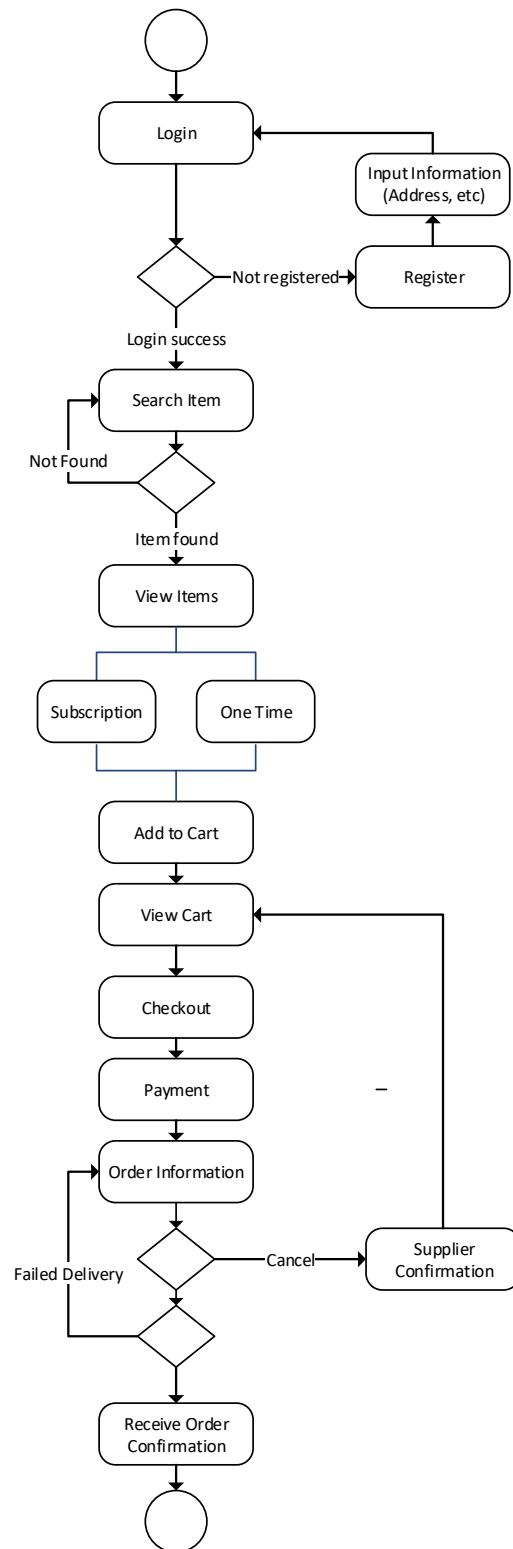 Login
Input Information
(Address, etc)
Not registered
Register
Login success
Search Item
Not Found
Item found
View Items
Subscription
One Time
Add to Cart
View Cart
Checkout
Payment
Order Information
Cancel
Supplier
Confirmation
Failed Delivery
Receive Order
Confirmation